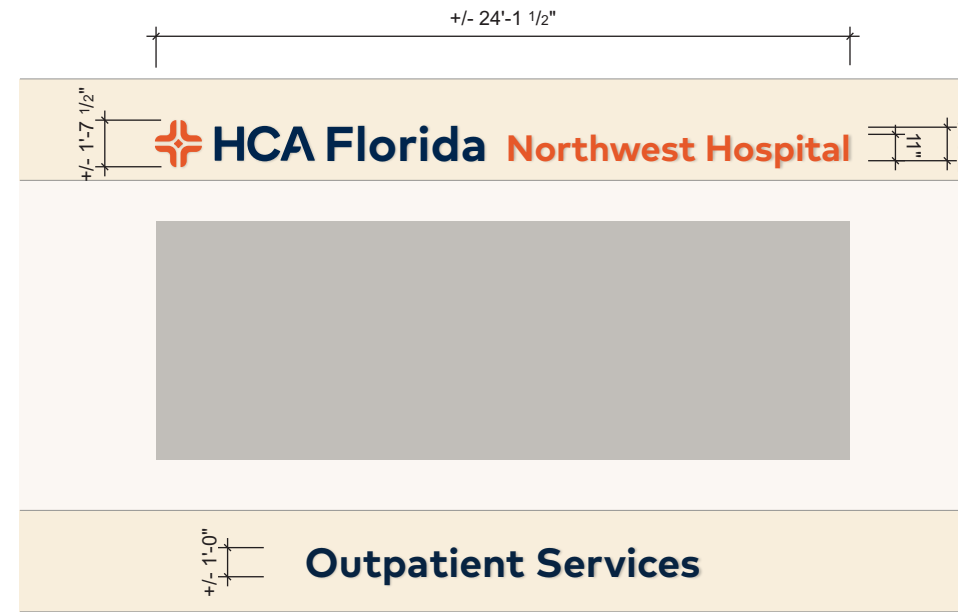 +/- 24'-1 1/2"
+/- 1'-7 1/2"
HCA Florida Northwest Hospital
11"
+/- 1'-0"
Outpatient Services